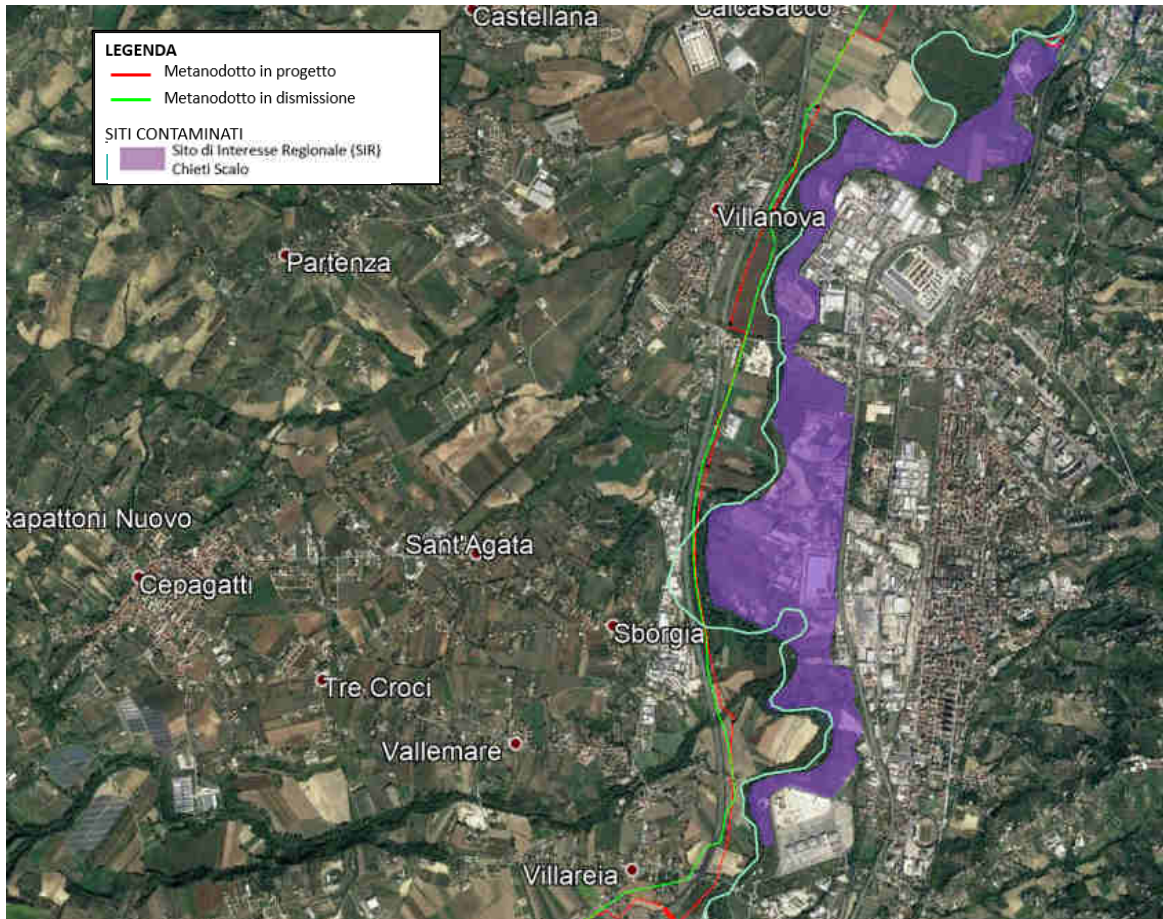 Castellana
Calcasacco
LEGENDA
Metanodotto in progetto
Metanodotto in dismissione
SITI CONTAMINATI
Sito di Interesse Regionale (SIR)
Chieti Scalo
Villanova
Partenza
Rapattoni Nuovo
Sant'Agata
Cepagatti
Sborgia
Tre Croci
Vallemare
Villareia